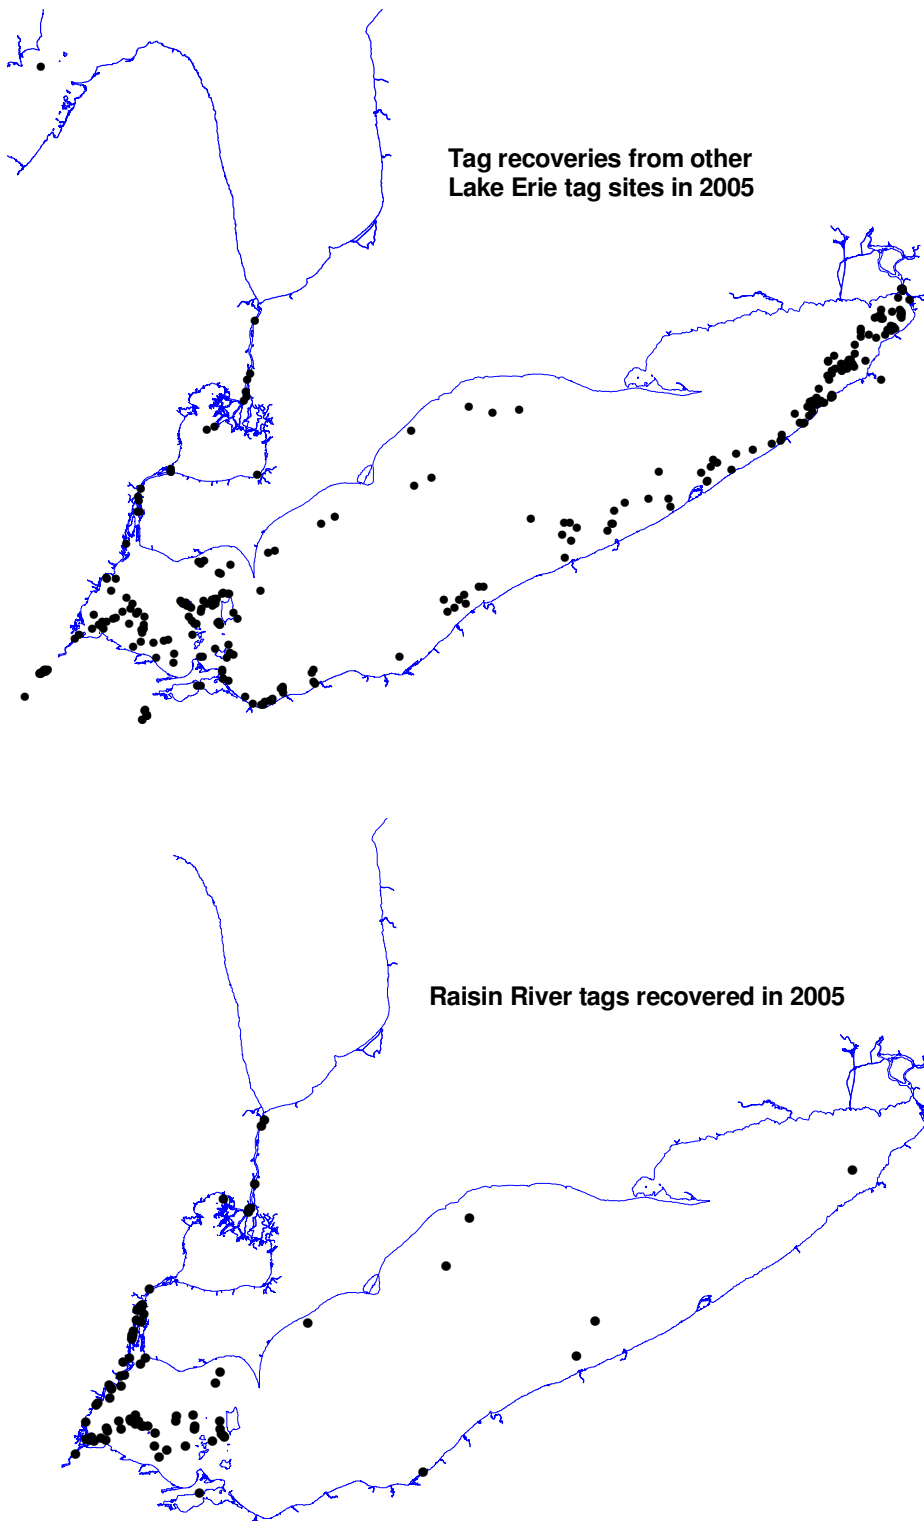 Tag recoveries from other
Lake Erie tag sites in 2005
Raisin River tags recovered in 2005